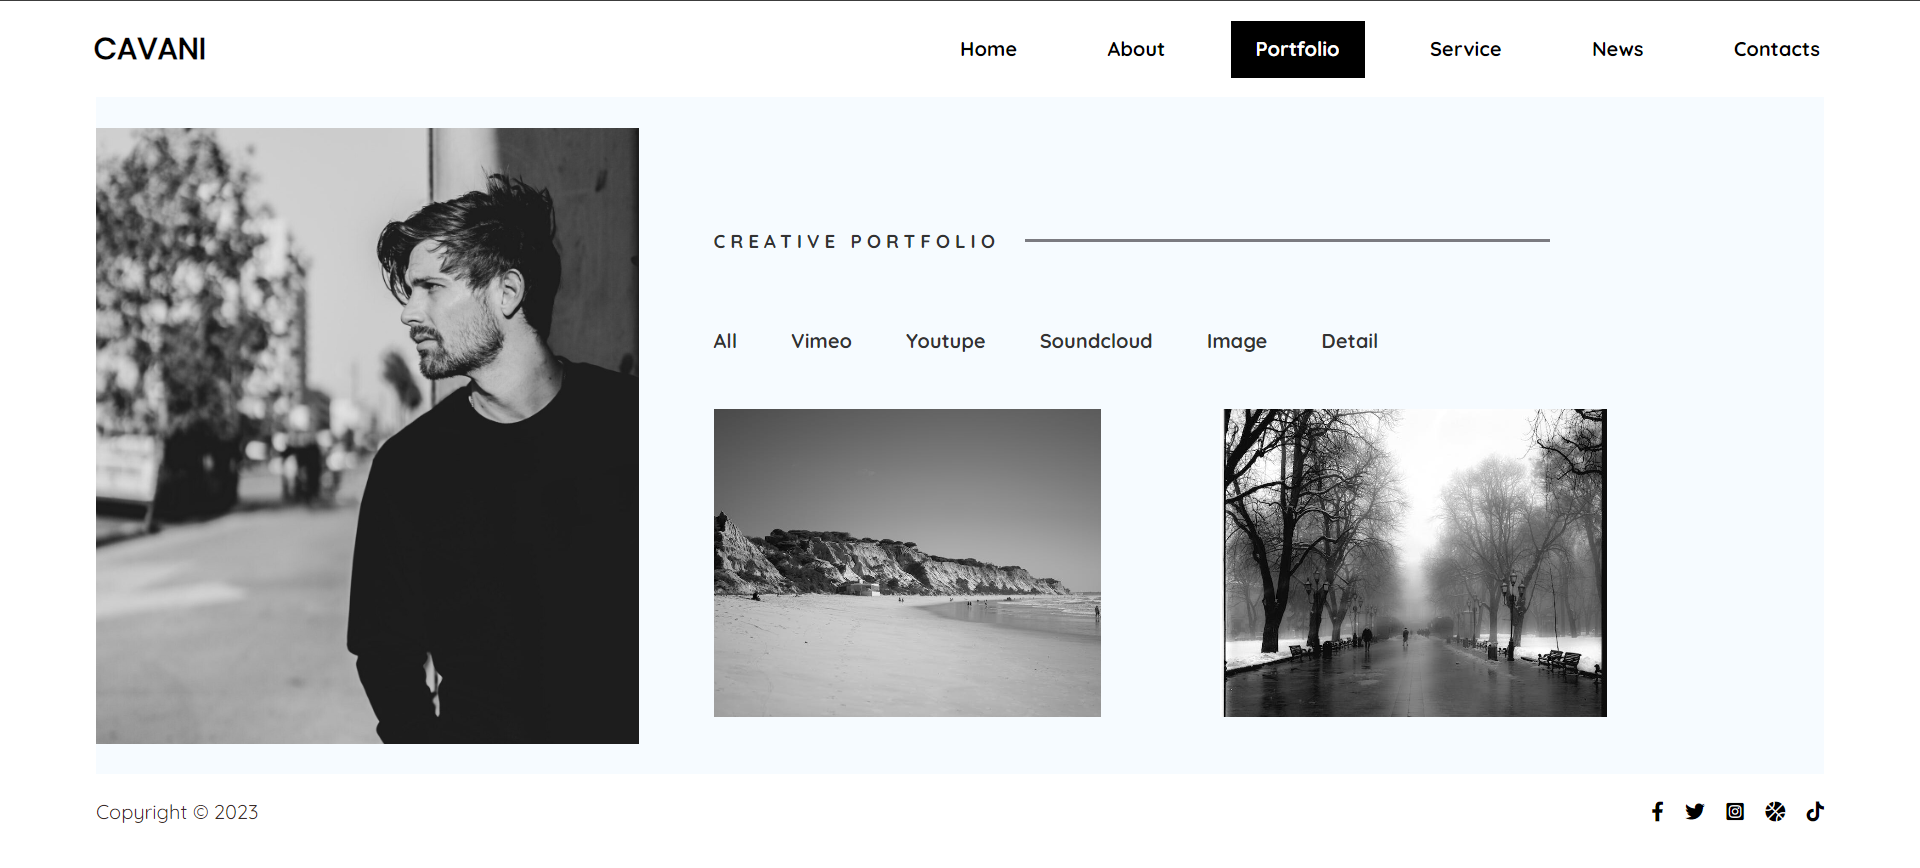 CAVANI
Home About Portfolio Service News Contacts
CREATIVE PORTFOLIO
All Vimeo Youtupe Soundcloud Image Detail
Copyright © 2023